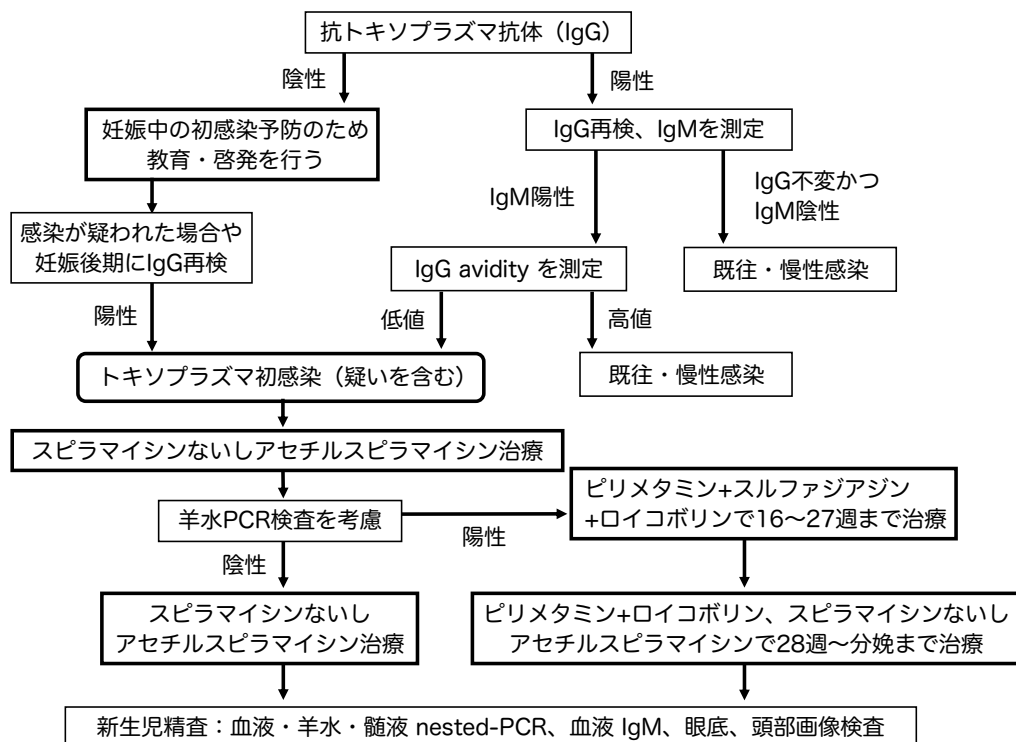 抗トキソプラズマ抗体（IgG）
陰性
陽性
妊娠中の初感染予防のため
教育・啓発を行う
IgG再検、IgMを測定
IgM陽性
IgG不変かつ
IgM陰性
感染が疑われた場合や
妊娠後期にIgG再検
IgG avidity を測定
既往・慢性感染
陽性
低値
高値
トキソプラズマ初感染（疑いを含む）
既往・慢性感染
スピラマイシンないしアセチルスピラマイシン治療
羊水PCR検査を考慮
陽性
ピリメタミン+スルファジアジン
+ロイコボリンで16〜27週まで治療
陰性
スピラマイシンないし
アセチルスピラマイシン治療
ピリメタミン+ロイコボリン、スピラマイシンないし
アセチルスピラマイシンで28週〜分娩まで治療
新生児精査：血液・羊水・髄液 nested-PCR、血液 IgM、眼底、頭部画像検査